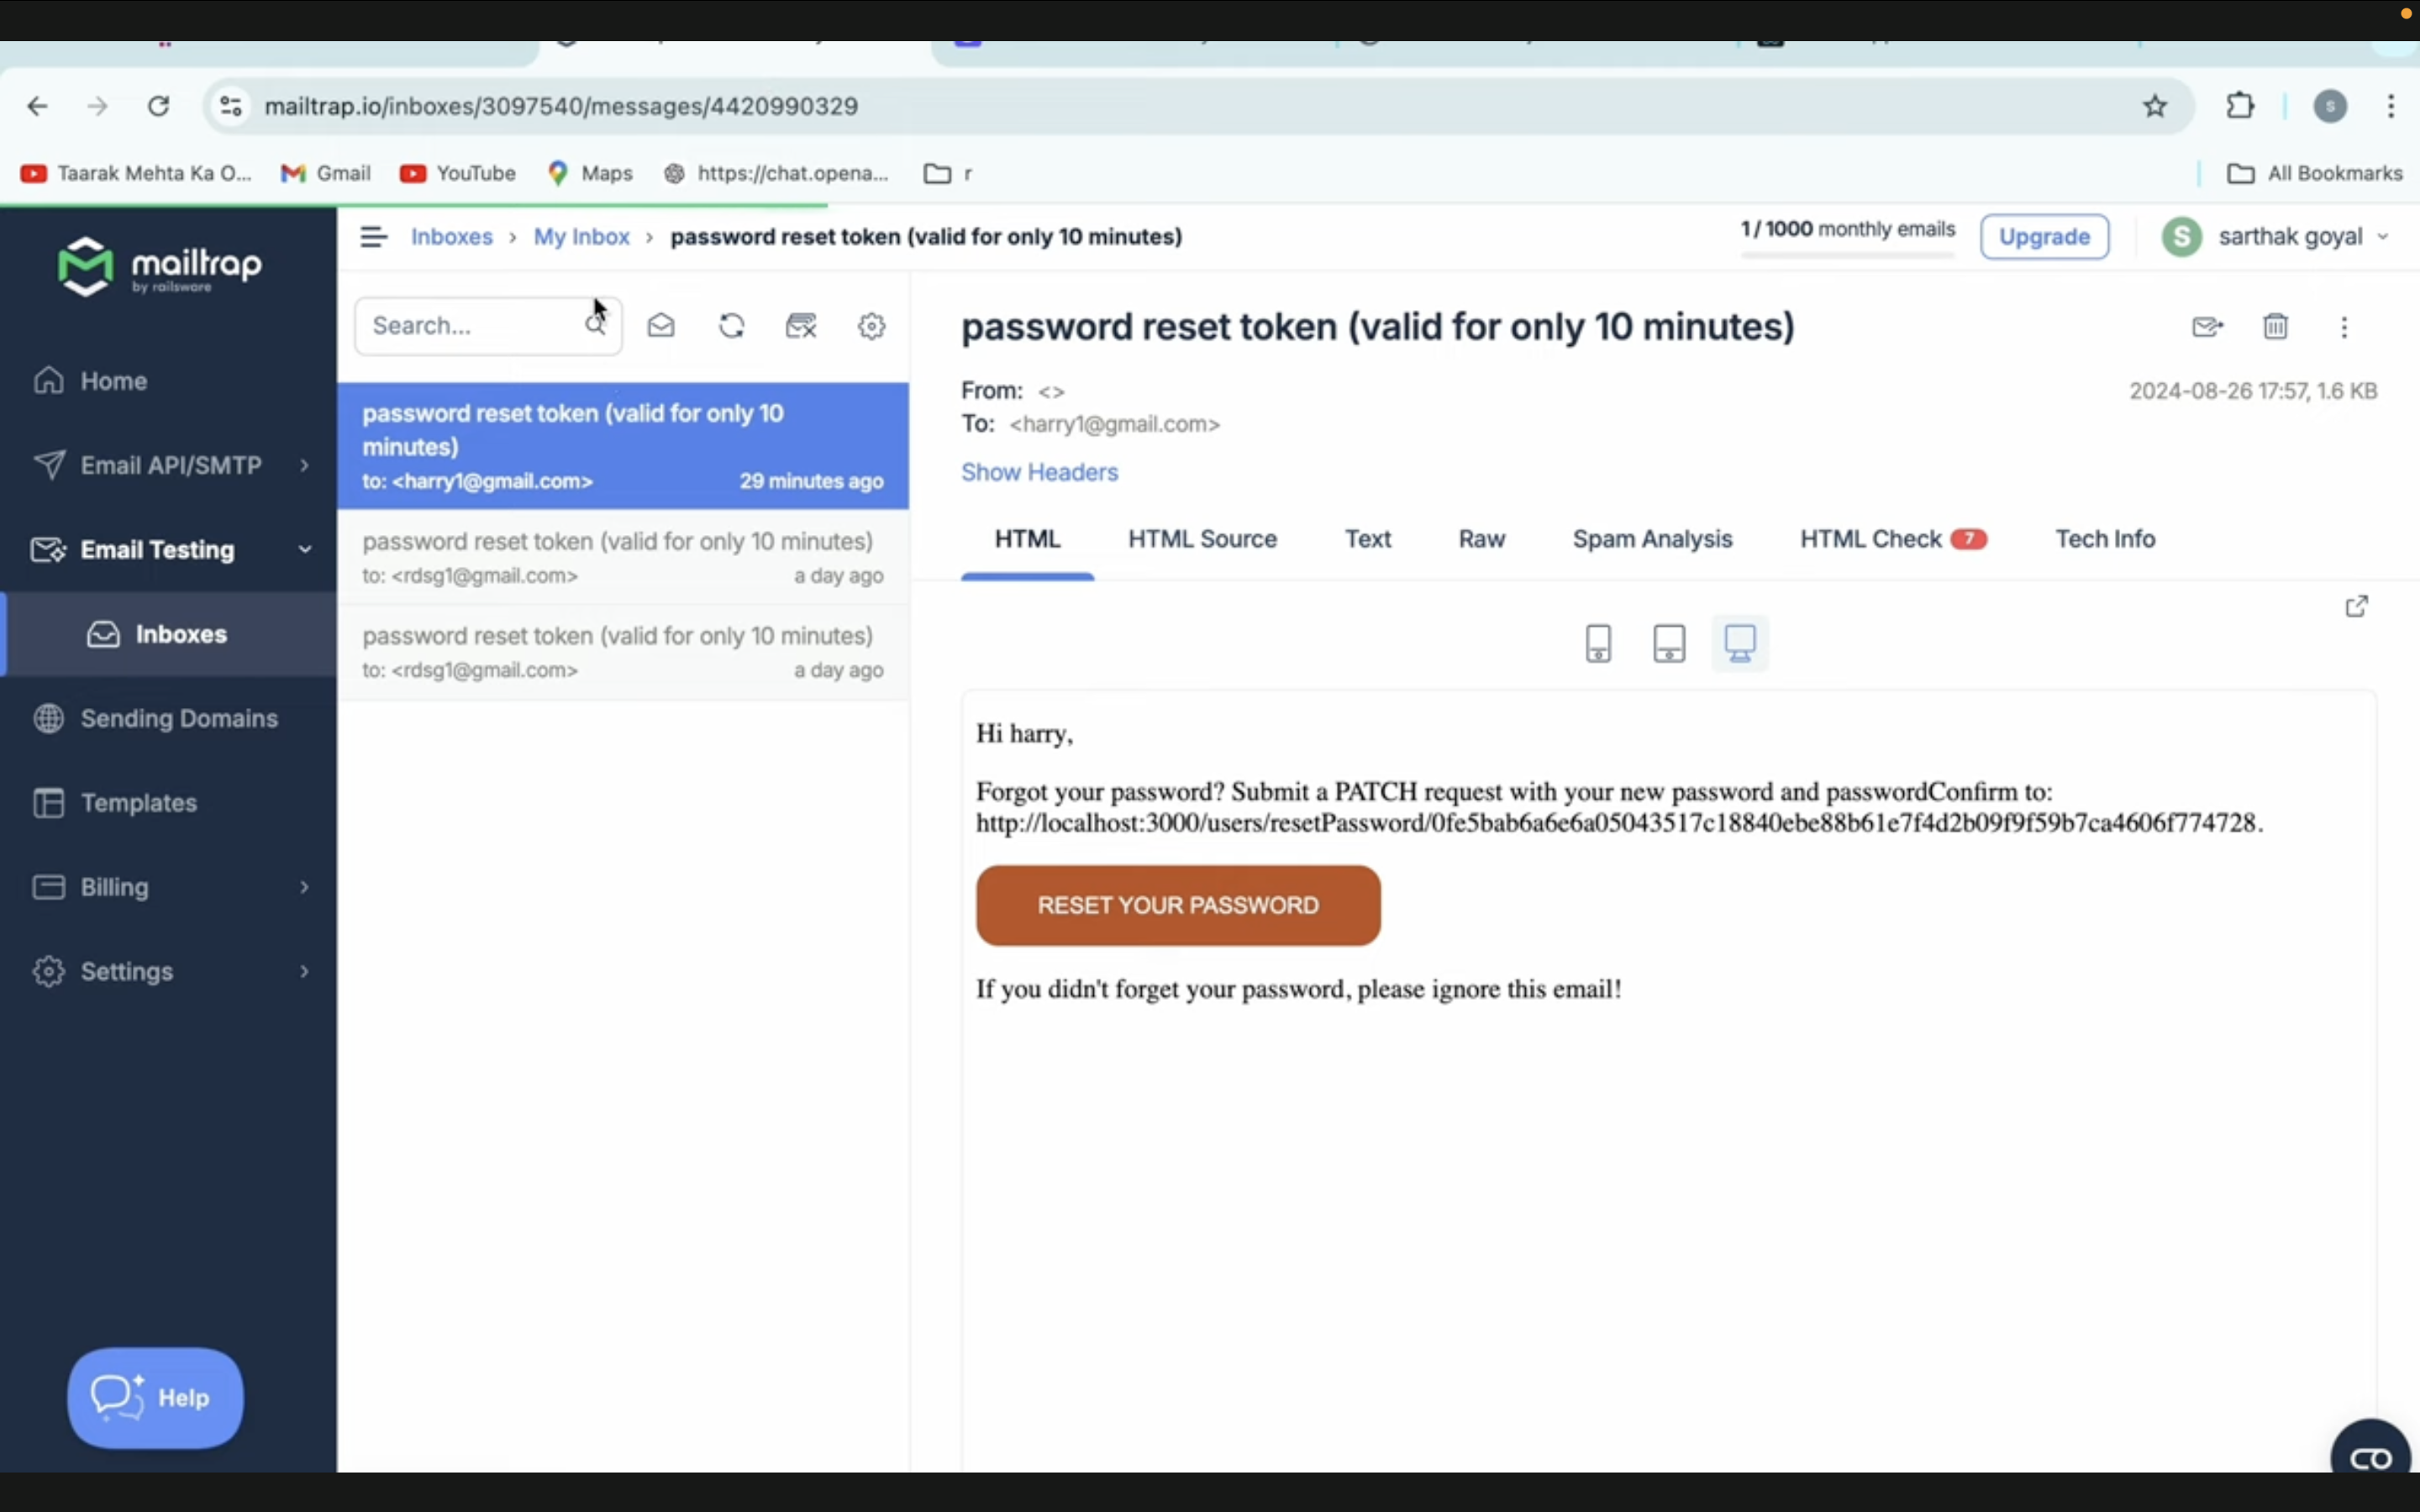 mailtrap.io/inboxes/3097540/messages/4420990329
Taarak Mehta Ka O...
Gmail
YouTube
Maps
https://chat.opena...
r
All Bookmarks
mailtrap
by railsware
Inboxes > My Inbox > password reset token (valid for only 10 minutes)
1 / 1000 monthly emails
Upgrade
S
sarthak goyal
Home
Email API/SMTP
Email Testing
Inboxes
Sending Domains
Templates
Billing
Settings
Help
Search...
password reset token (valid for only 10
minutes)
to: <harry1@gmail.com> 29 minutes ago
password reset token (valid for only 10 minutes)
to: <rdsg1@gmail.com> a day ago
password reset token (valid for only 10 minutes)
to: <rdsg1@gmail.com> a day ago
password reset token (valid for only 10 minutes)
From: <>
2024-08-26 17:57, 1.6 KB
To: <harry1@gmail.com>
Show Headers
HTML
HTML Source
Text
Raw
Spam Analysis
HTML Check 7
Tech Info
Hi harry,
Forgot your password? Submit a PATCH request with your new password and passwordConfirm to:
http://localhost:3000/users/resetPassword/0fe5bab6a6e6a05043517c18840ebe88b61e7f4d2b09f9f59b7ca4606f774728.
RESET YOUR PASSWORD
If you didn't forget your password, please ignore this email!